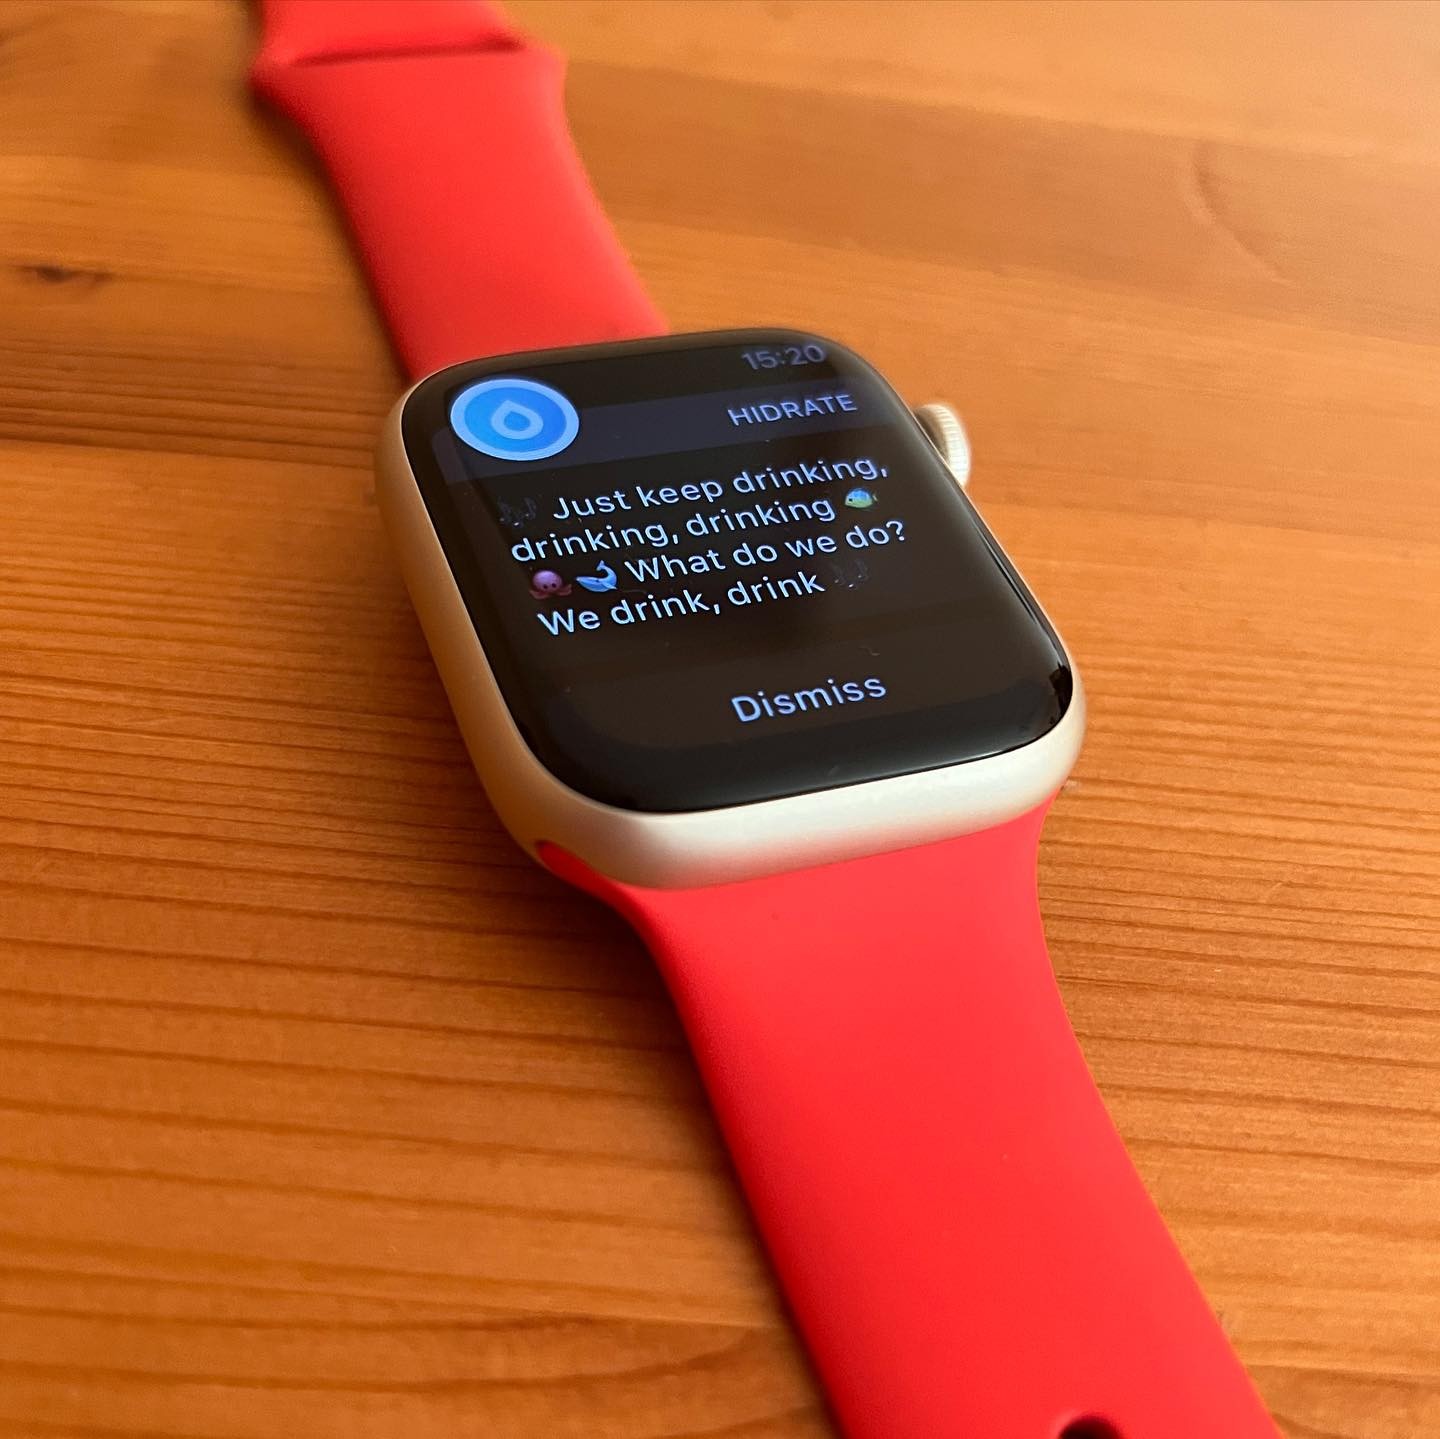 15:20
HIDRATE
🎶 Just keep drinking,
drinking, drinking 🐠
🐙 🐳 What do we do?
We drink, drink 🎶
Dismiss